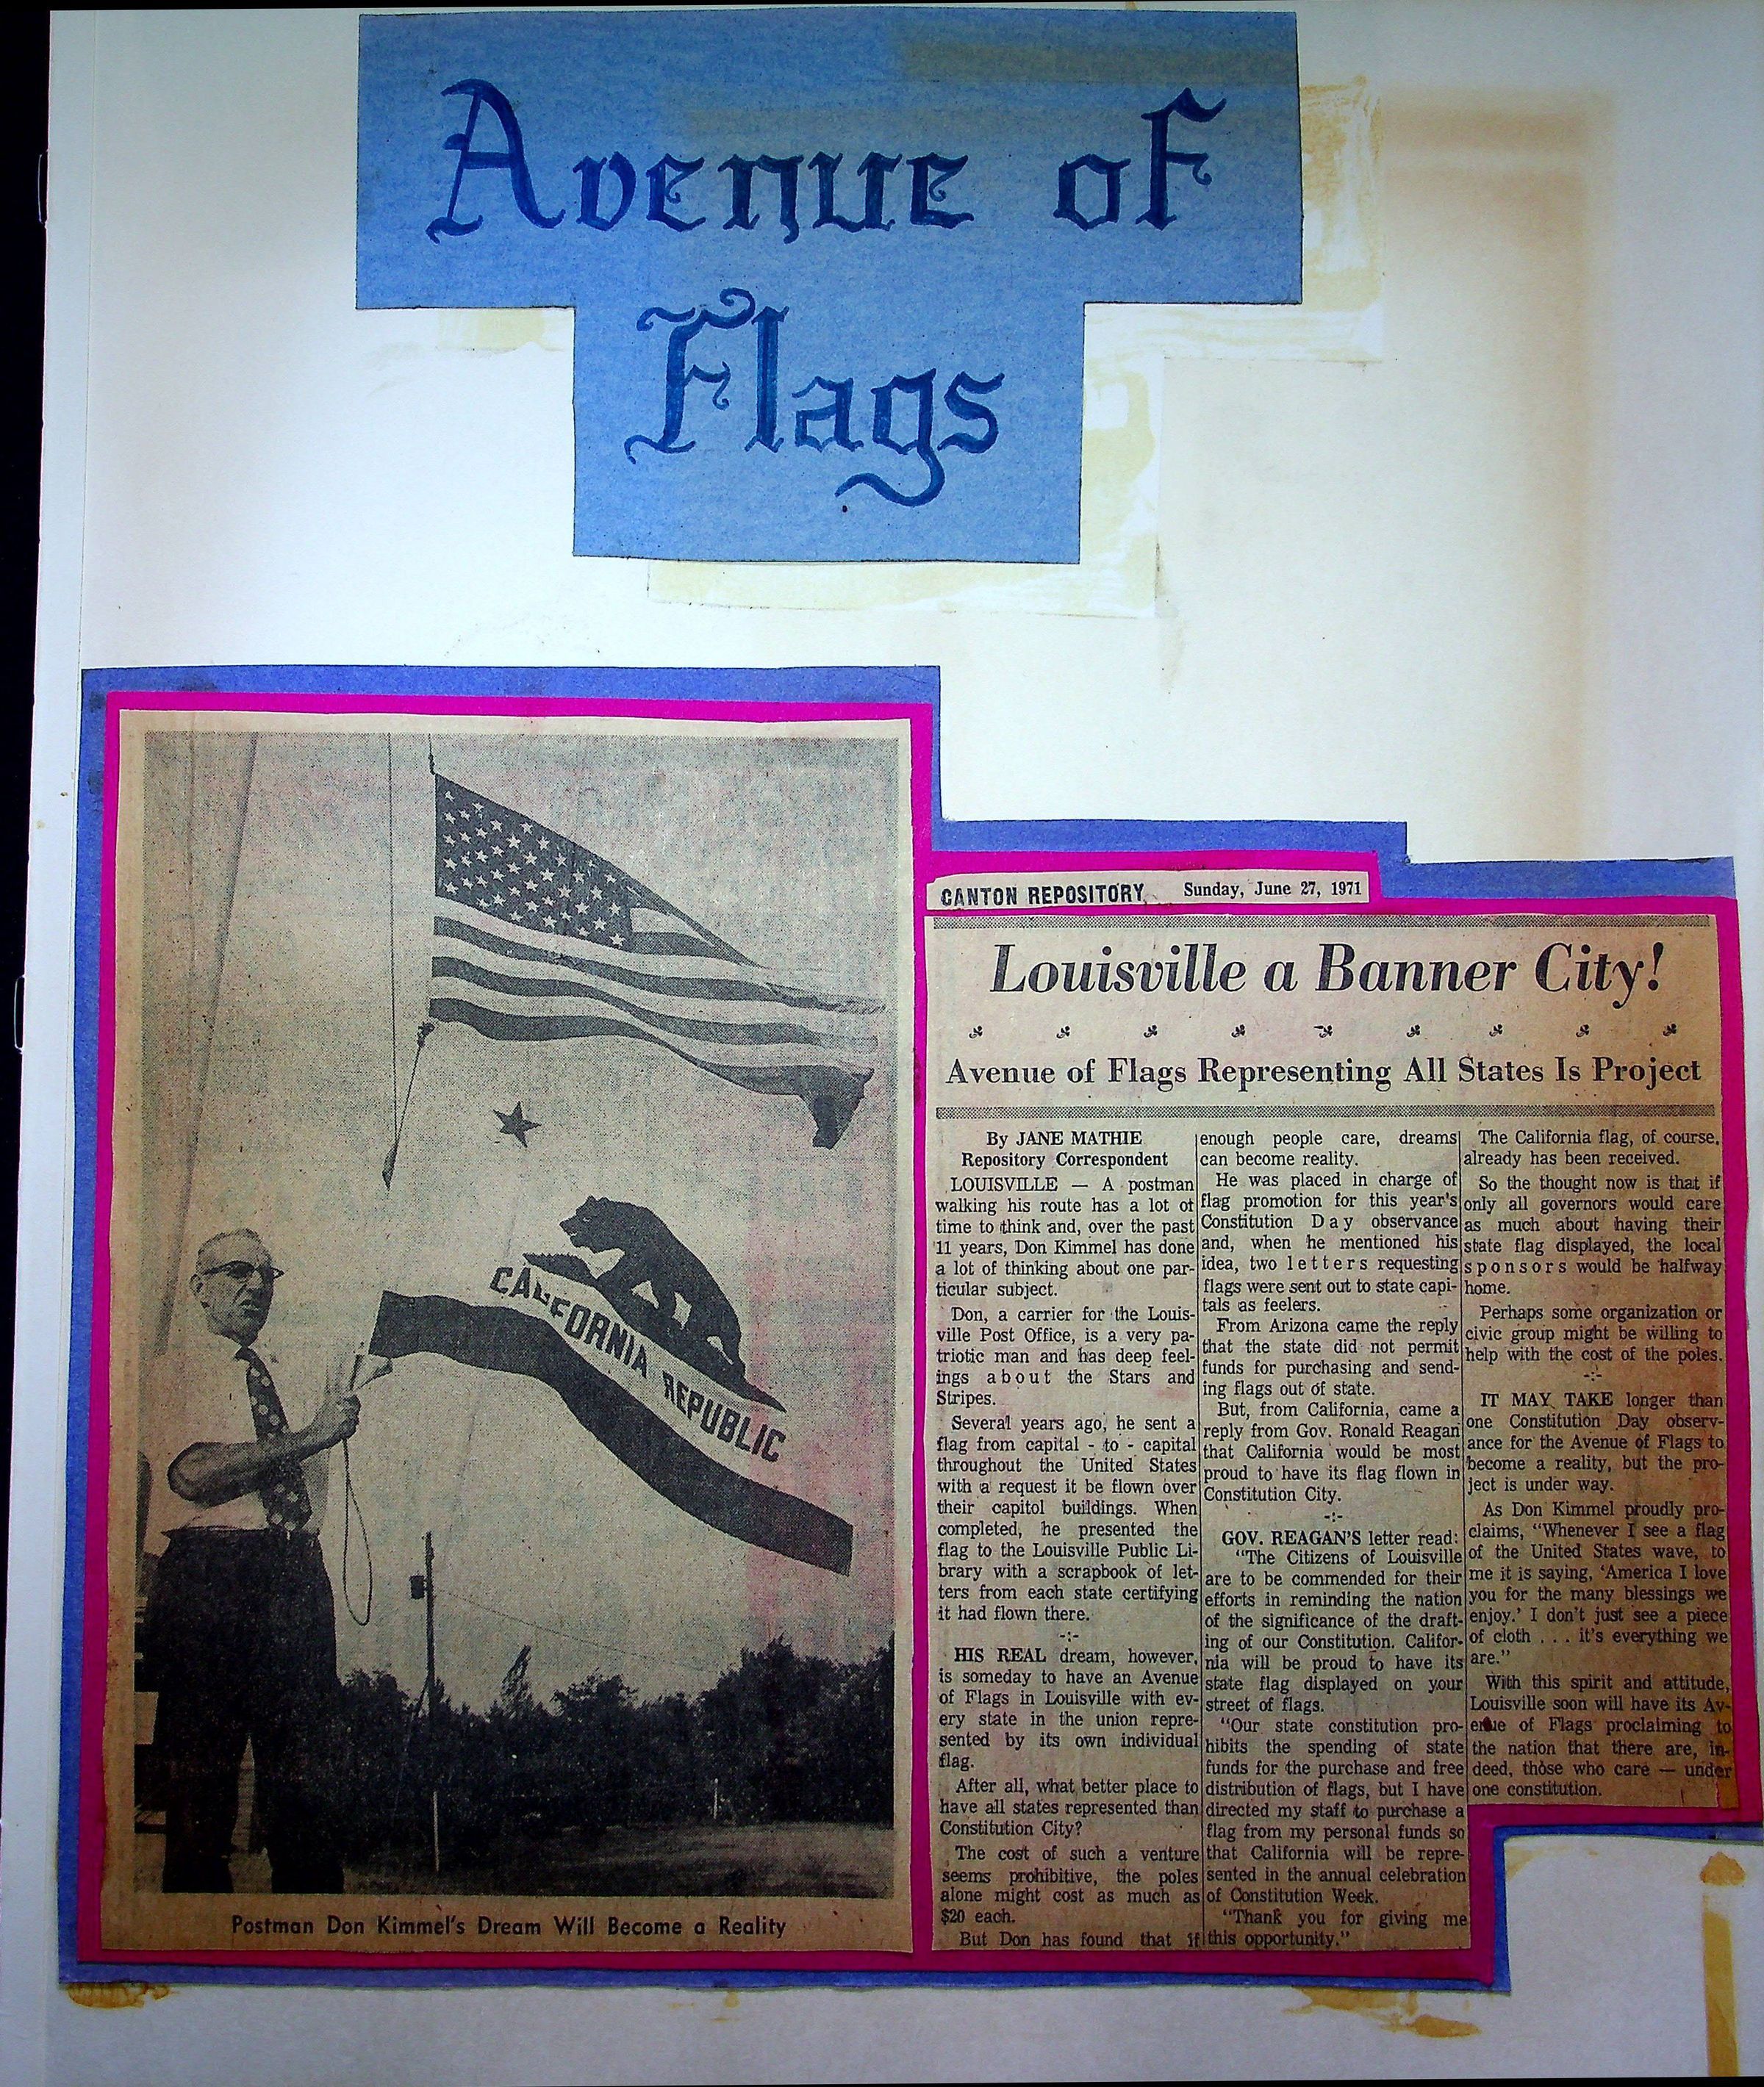 Avenue of
Flags
CALIFORNIA REPUBLIC
Postman Don Kimmel's Dream Will Become a Reality
CANTON REPOSITORY, Sunday, June 27, 1971
Louisville a Banner City!
Avenue of Flags Representing All States Is Project
By JANE MATHIE
Repository Correspondent
LOUISVILLE — A postman
walking his route has a lot of
time to think and, over the past
11 years, Don Kimmel has done
a lot of thinking about one par-
ticular subject.
Don, a carrier for the Louis-
ville Post Office, is a very pa-
triotic man and has deep feel-
ings about the Stars and
Stripes.
Several years ago, he sent a
flag from capital - to - capital
throughout the United States
with a request it be flown over
their capitol buildings. When
completed, he presented the
flag to the Louisville Public Li-
brary with a scrapbook of let-
ters from each state certifying
it had flown there.
-:-
HIS REAL dream, however,
is someday to have an Avenue
of Flags in Louisville with ev-
ery state in the union repre-
sented by its own individual
flag.
After all, what better place to
have all states represented than
Constitution City?
The cost of such a venture
seems prohibitive, the poles
alone might cost as much as
$20 each.
But Don has found that if
enough people care, dreams
can become reality.
He was placed in charge of
flag promotion for this year's
Constitution Day observance
and, when he mentioned his
idea, two letters requesting
flags were sent out to state capi-
tals as feelers.
From Arizona came the reply
that the state did not permit
funds for purchasing and send-
ing flags out of state.
But, from California, came a
reply from Gov. Ronald Reagan
that California would be most
proud to have its flag flown in
Constitution City.
-:-
GOV. REAGAN'S letter read:
"The Citizens of Louisville
are to be commended for their
efforts in reminding the nation
of the significance of the draft-
ing of our Constitution. Califor-
nia will be proud to have its
state flag displayed on your
street of flags.
"Our state constitution pro-
hibits the spending of state
funds for the purchase and free
distribution of flags, but I have
directed my staff to purchase a
flag from my personal funds so
that California will be repre-
sented in the annual celebration
of Constitution Week.
"Thank you for giving me
this opportunity."
The California flag, of course,
already has been received.
So the thought now is that if
only all governors would care
as much about having their
state flag displayed, the local
sponsors would be halfway
home.
Perhaps some organization or
civic group might be willing to
help with the cost of the poles.
-:-
IT MAY TAKE longer than
one Constitution Day observ-
ance for the Avenue of Flags to
become a reality, but the pro-
ject is under way.
As Don Kimmel proudly pro-
claims, "Whenever I see a flag
of the United States wave, to
me it is saying, 'America I love
you for the many blessings we
enjoy.' I don't just see a piece
of cloth . . . it's everything we
are."
With this spirit and attitude,
Louisville soon will have its Av-
enue of Flags proclaiming to
the nation that there are, in-
deed, those who care — under
one constitution.